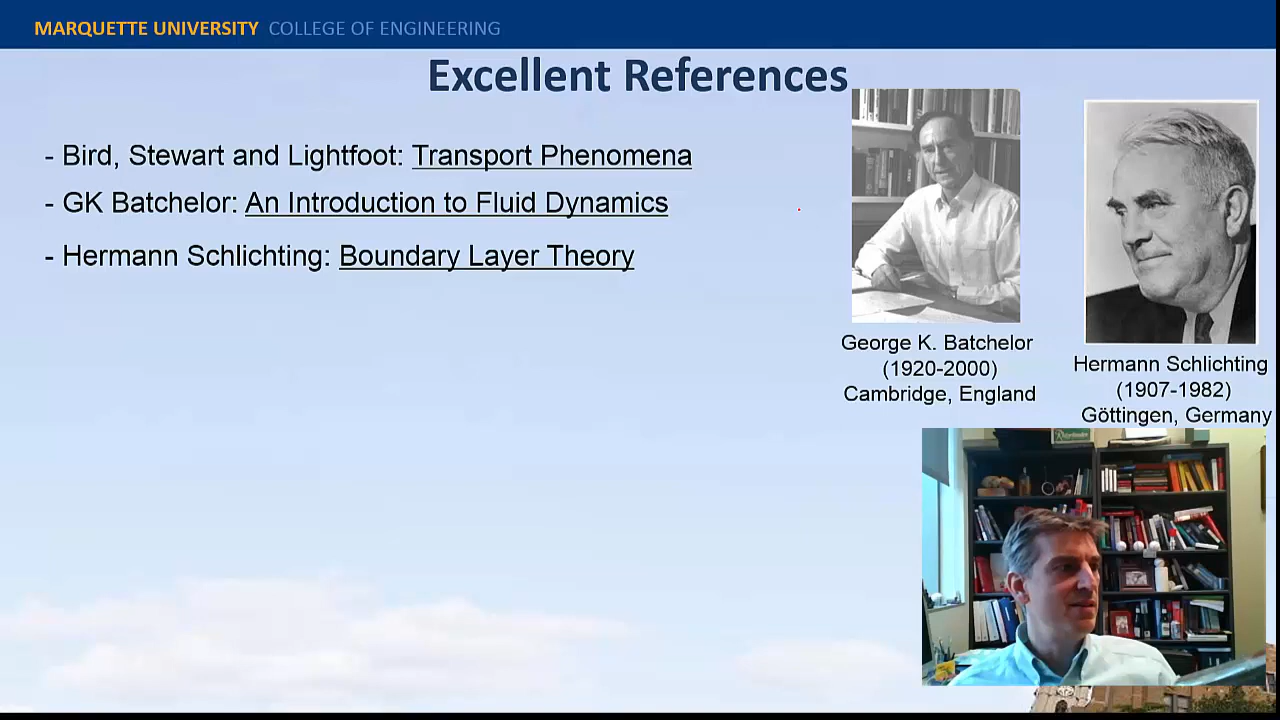 MARQUETTE UNIVERSITY COLLEGE OF ENGINEERING
Excellent References
- Bird, Stewart and Lightfoot: Transport Phenomena
- GK Batchelor: An Introduction to Fluid Dynamics
- Hermann Schlichting: Boundary Layer Theory
George K. Batchelor
(1920-2000)
Cambridge, England
Hermann Schlichting
(1907-1982)
Göttingen, Germany